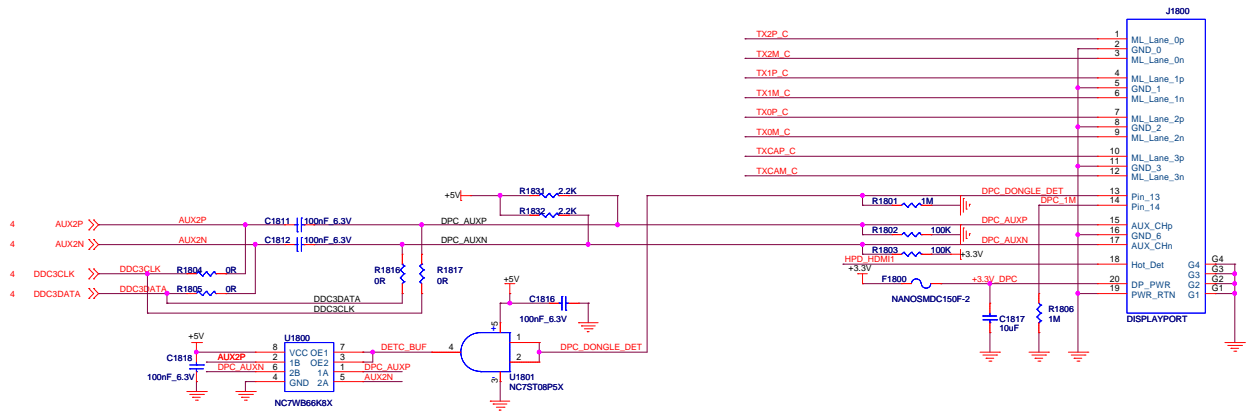 J1800
TX2P_C 1 ML_Lane_0p
2 GND_0
TX2M_C 3 ML_Lane_0n
TX1P_C 4 ML_Lane_1p
5 GND_1
TX1M_C 6 ML_Lane_1n
TX0P_C 7 ML_Lane_2p
8 GND_2
TX0M_C 9 ML_Lane_2n
TXCAP_C 10 ML_Lane_3p
11 GND_3
TXCAM_C 12 ML_Lane_3n
+5V R1831 2.2K DPC_DONGLE_DET 13 Pin_13
R1801 1M DPC_1M 14 Pin_14
R1832 2.2K
4 AUX2P AUX2P C1811 100nF_6.3V DPC_AUXP DPC_AUXP 15 AUX_CHp
R1802 100K 16 GND_6
4 AUX2N AUX2N C1812 100nF_6.3V DPC_AUXN DPC_AUXN 17 AUX_CHn
R1803 100K +3.3V
HPD_HDMI1 18 Hot_Det G4 G4
4 DDC3CLK DDC3CLK R1804 0R R1816 0R R1817 0R +3.3V G3 G3
+5V F1800 +3.3V_DPC 20 DP_PWR G2 G2
4 DDC3DATA DDC3DATA R1805 0R NANOSMDC150F-2 19 PWR_RTN G1 G1
DDC3DATA
DDC3CLK
C1816
100nF_6.3V
C1817
10uF
R1806
1M
DISPLAYPORT
+5V U1800 +5
C1818
100nF_6.3V
8 VCC OE1 7 DETC_BUF 4 1
AUX2P 2 1B OE2 3 2 DPC_DONGLE_DET
DPC_AUXN 6 2B 1A 1 DPC_AUXP
4 GND 2A 5 AUX2N
3
U1801
NC7ST08P5X
NC7WB66K8X